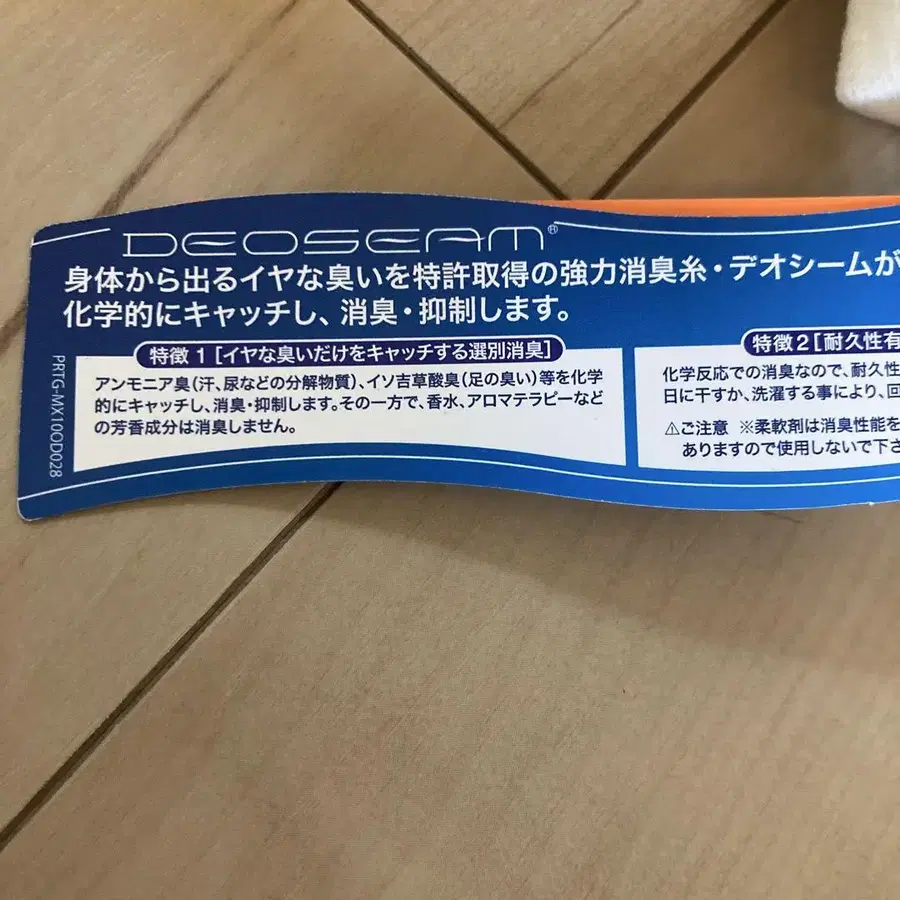 DEOSEAM®
身体から出るイヤな臭いを特許取得の強力消臭糸・デオシームが
化学的にキャッチし、消臭・抑制します。
特徴1[イヤな臭いだけをキャッチする選別消臭]
アンモニア臭(汗、尿などの分解物質)、イソ吉草酸臭(足の臭い)等を化学
的にキャッチし、消臭・抑制します。その一方で、香水、アロマテラピーなど
の芳香成分は消臭しません。
特徴2[耐久性有
化学反応での消臭なので、耐久性
日に干すか、洗濯する事により、回
⚠ご注意 ※柔軟剤は消臭性能を
ありますので使用しないで下さ
PRTG-MX10OD028